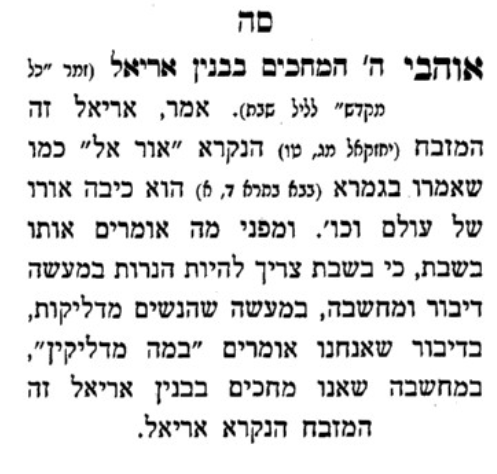 סה
אוהבי ה' המחכים בבנין אריאל (זמר "כל
מקדש" לליל שבת). אמר, אריאל זה
המזבח (יחזקאל מג, טו) הנקרא "אור אל" כמו
שאמרו בגמרא (בבא בתרא ד, א) הוא כיבה אורו
של עולם וכו'. ומפני מה אומרים אותו
בשבת, כי בשבת צריך להיות הנרות במעשה
דיבור ומחשבה, במעשה שהנשים מדליקות,
בדיבור שאנחנו אומרים "במה מדליקין",
במחשבה שאנו מחכים בבנין אריאל זה
המזבח הנקרא אריאל.